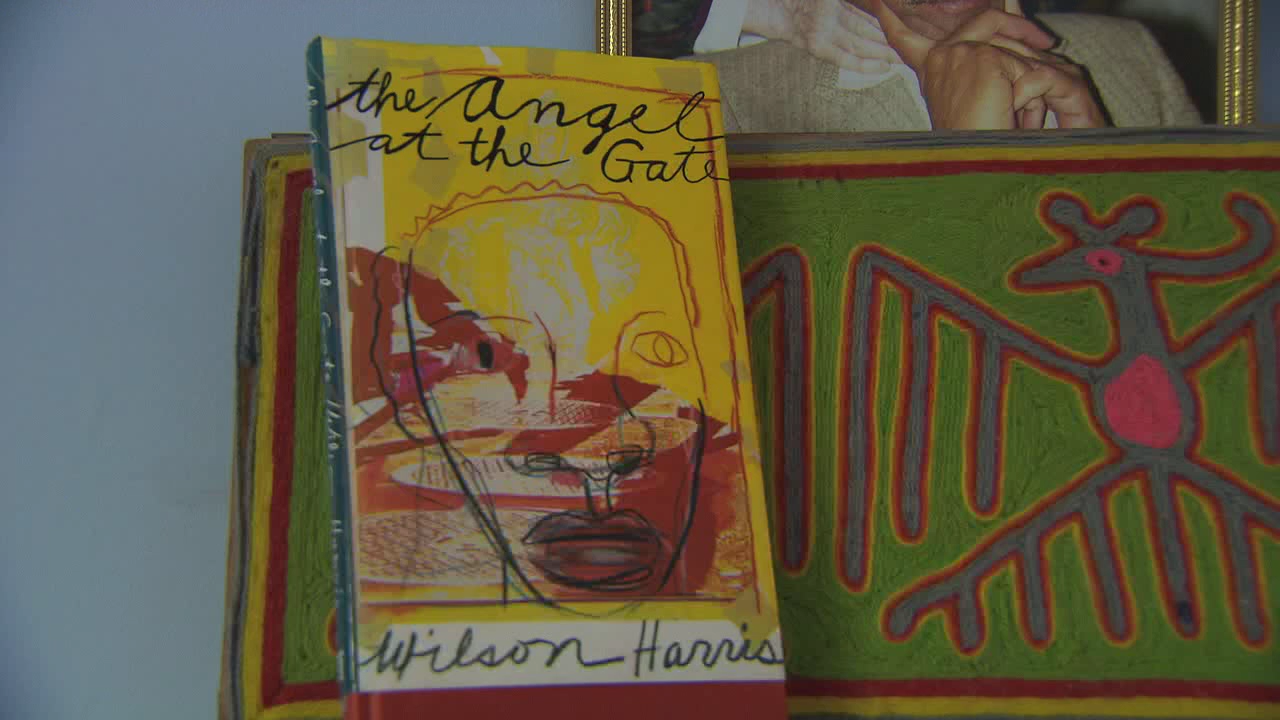 the Angel
at the Gate
Wilson Harris